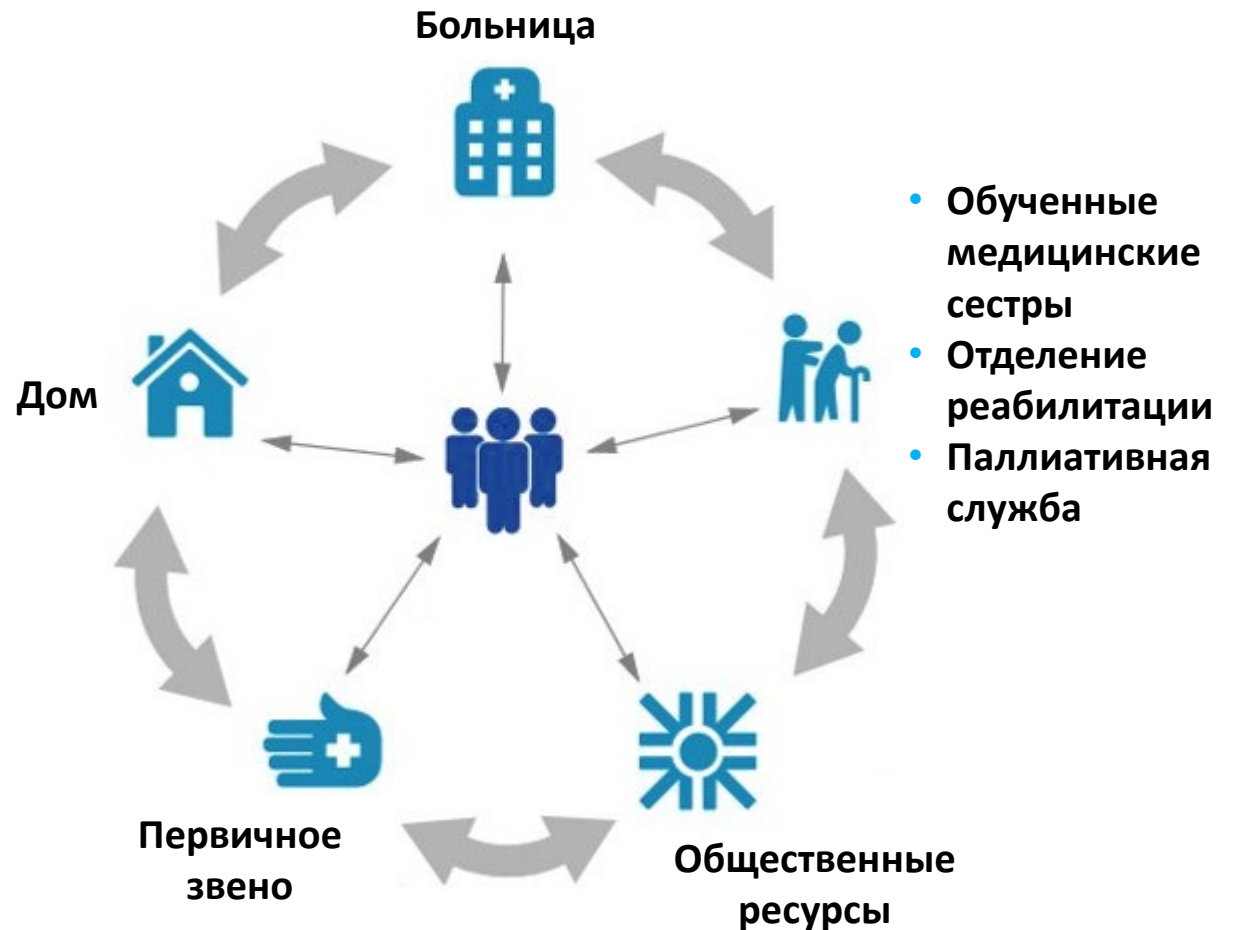 Больница
• Обученные
медицинские
сестры
• Отделение
реабилитации
• Паллиативная
служба
Дом
Первичное
звено
Общественные
ресурсы